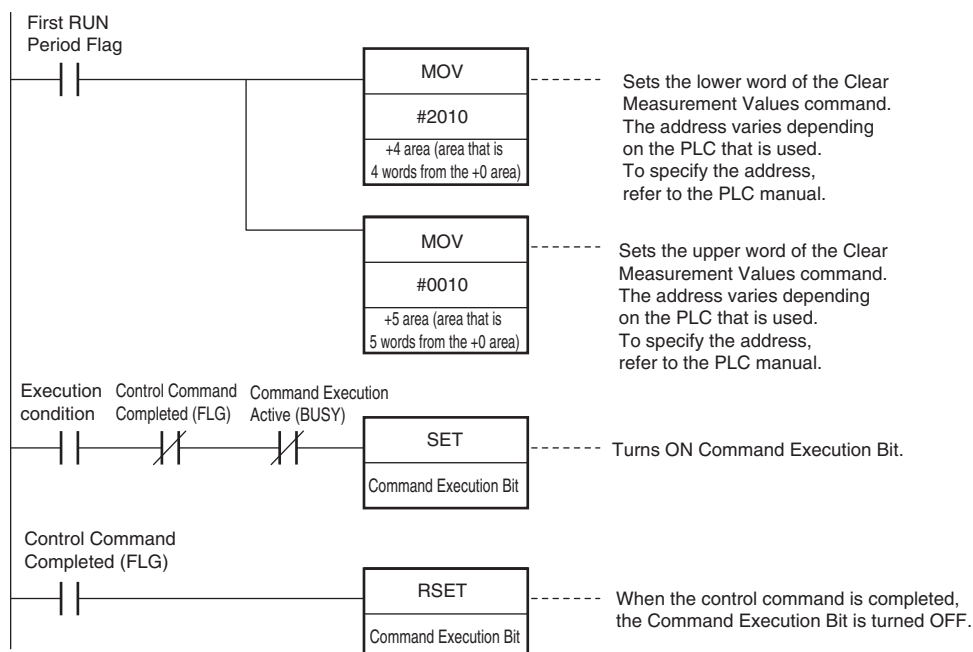 First RUN
Period Flag
MOV
#2010
+4 area (area that is
4 words from the +0 area)
Sets the lower word of the Clear
Measurement Values command.
The address varies depending
on the PLC that is used.
To specify the address,
refer to the PLC manual.
MOV
#0010
+5 area (area that is
5 words from the +0 area)
Sets the upper word of the Clear
Measurement Values command.
The address varies depending
on the PLC that is used.
To specify the address,
refer to the PLC manual.
Execution
condition
Control Command
Completed (FLG)
Command Execution
Active (BUSY)
SET
Command Execution Bit
Turns ON Command Execution Bit.
Control Command
Completed (FLG)
RSET
Command Execution Bit
When the control command is completed,
the Command Execution Bit is turned OFF.